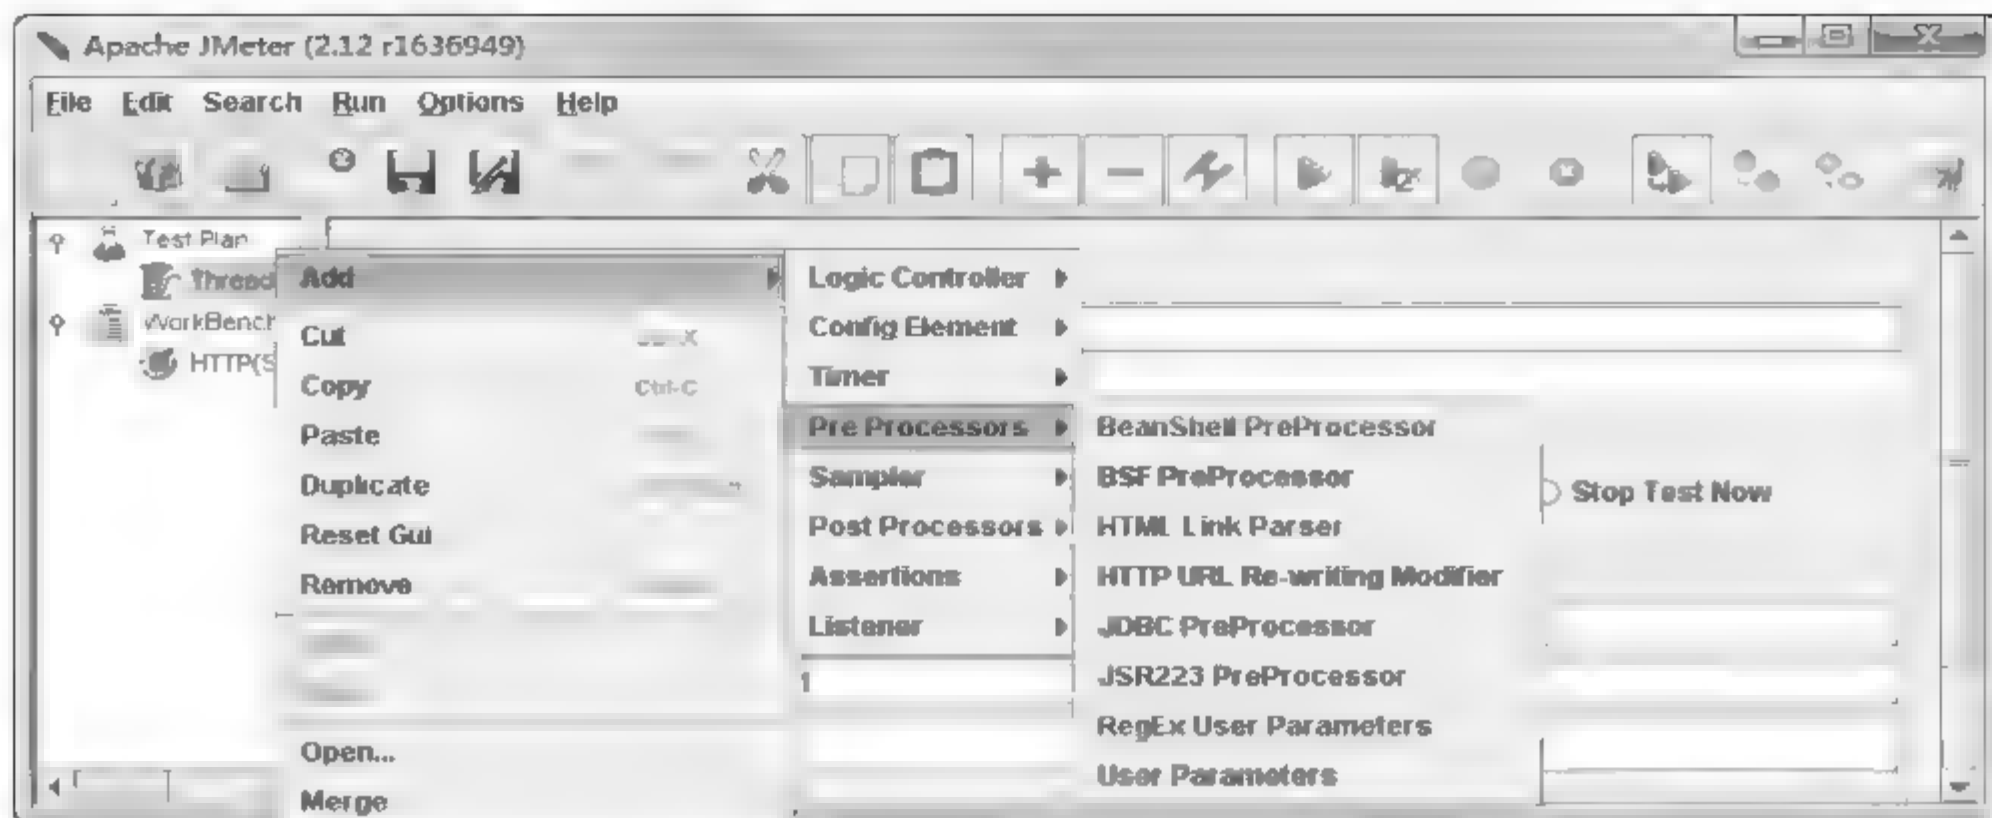 Apache JMeter (2.12 r1636949)
File Edit Search Run Options Help
Test Plan
Thread
WorkBench
HTTP(S
Add
Cut
Copy Ctrl-C
Paste
Duplicate
Reset Gui
Remove
Open...
Merge
Logic Controller
Config Element
Timer
Pre Processors
Sampler
Post Processors
Assertions
Listener
1
BeanShell PreProcessor
BSF PreProcessor
HTML Link Parser
HTTP URL Re-writing Modifier
JDBC PreProcessor
JSR223 PreProcessor
RegEx User Parameters
User Parameters
Stop Test Now